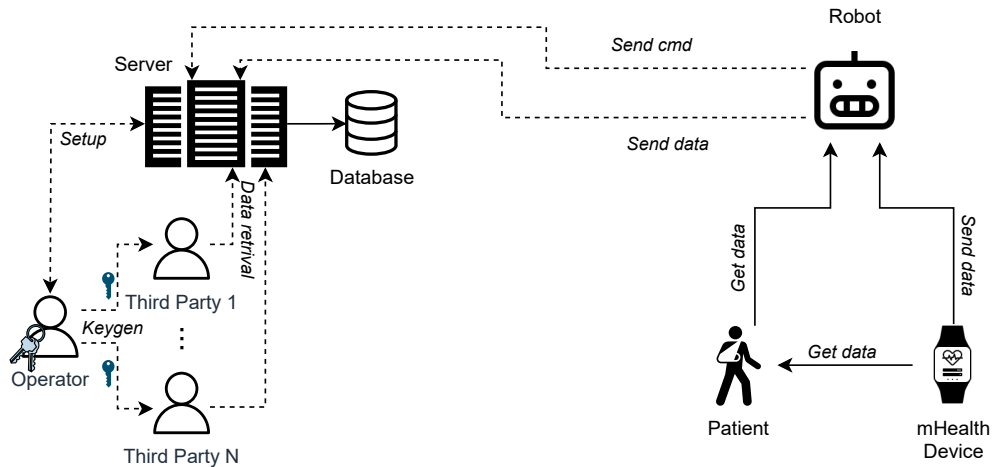 Robot
Send cmd
Server
Setup
Send data
Database
Data retrival
Get data
Send data
Third Party 1
Keygen
Operator
Get data
Third Party N
Patient
mHealth
Device